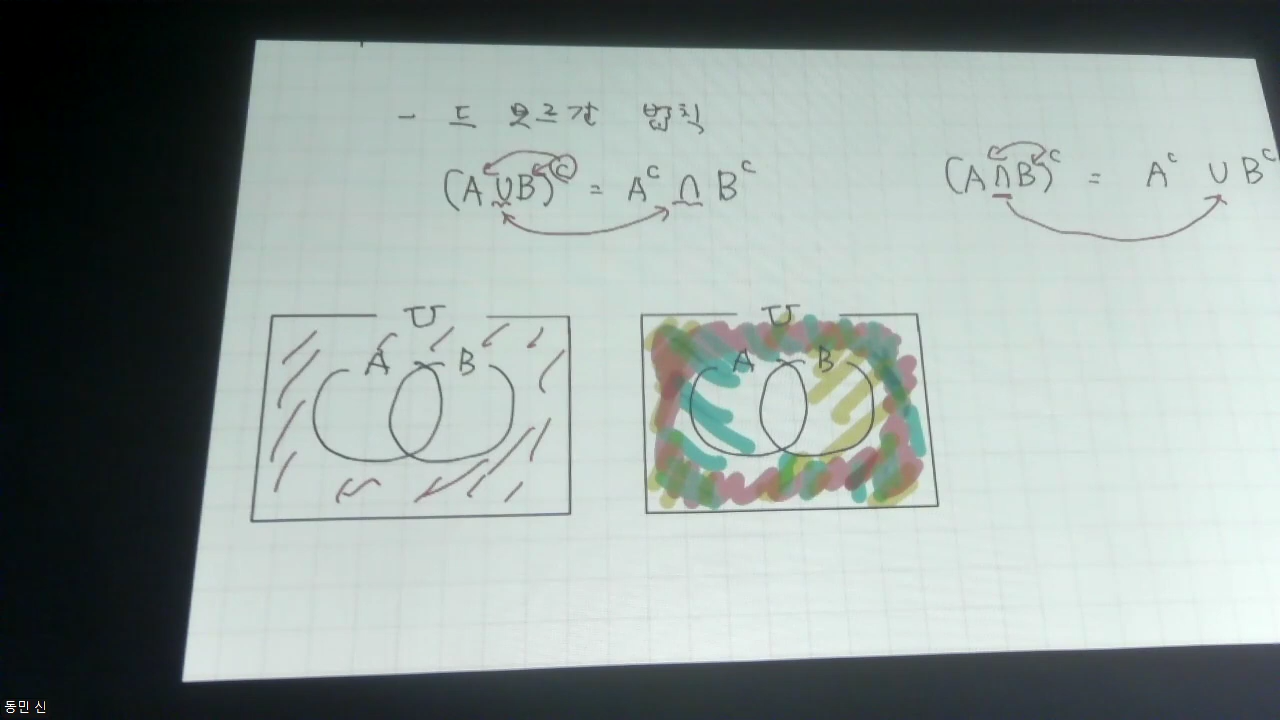 - 드 모르간 법칙
(A∪B)ᶜ = Aᶜ ∩ Bᶜ
(A∩B)ᶜ = Aᶜ ∪ Bᶜ
U
A B
U
A B
동민 신